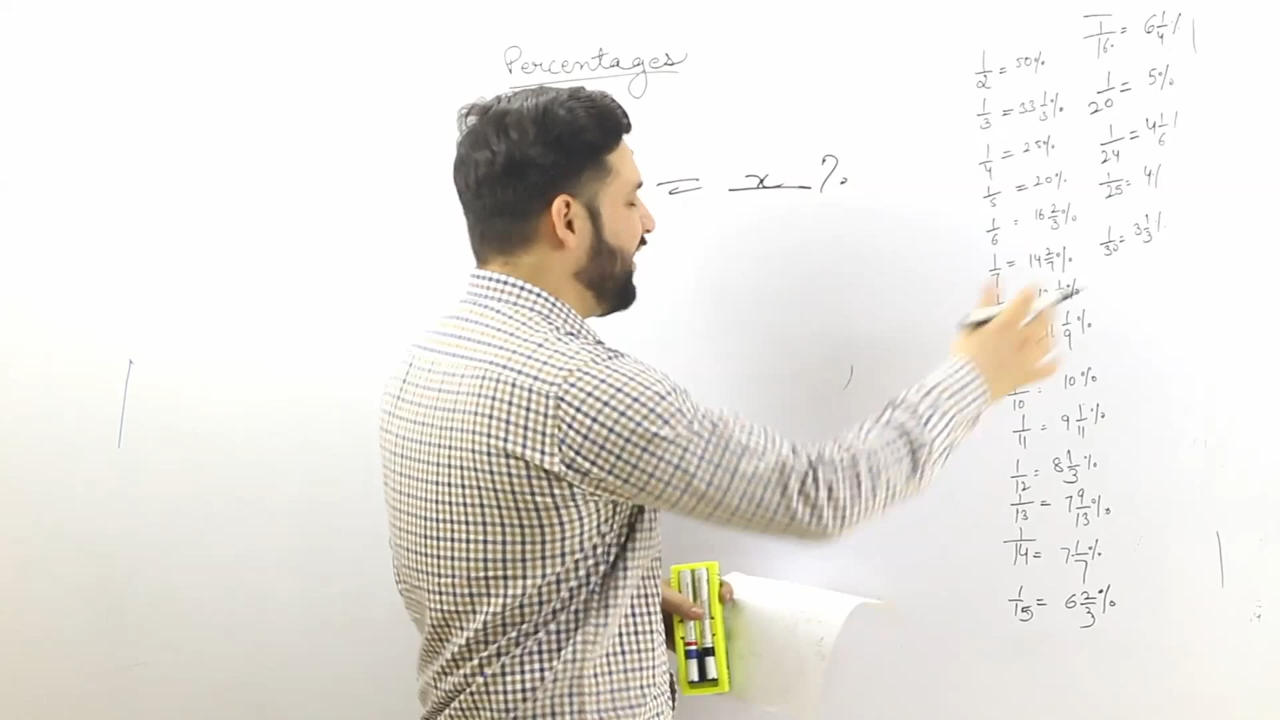 Percentages
= x %
1/2 = 50%
1/3 = 33 1/3 %
1/4 = 25%
1/5 = 20%
1/6 = 16 2/3 %
1/7 = 14 2/7 %
11 1/9 %
1/10 = 10%
1/11 = 9 1/11 %
1/12 = 8 1/3 %
1/13 = 7 9/13 %
1/14 = 7 1/7 %
1/15 = 6 2/3 %
1/16 = 6 1/4 %
1/20 = 5%
1/24 = 4 1/6
1/25 = 4%
1/30 = 3 1/3 %